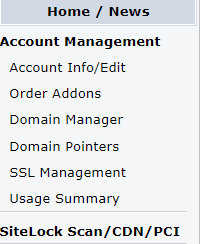 Home / News
Account Management
Account Info/Edit
Order Addons
Domain Manager
Domain Pointers
SSL Management
Usage Summary
SiteLock Scan/CDN/PCI